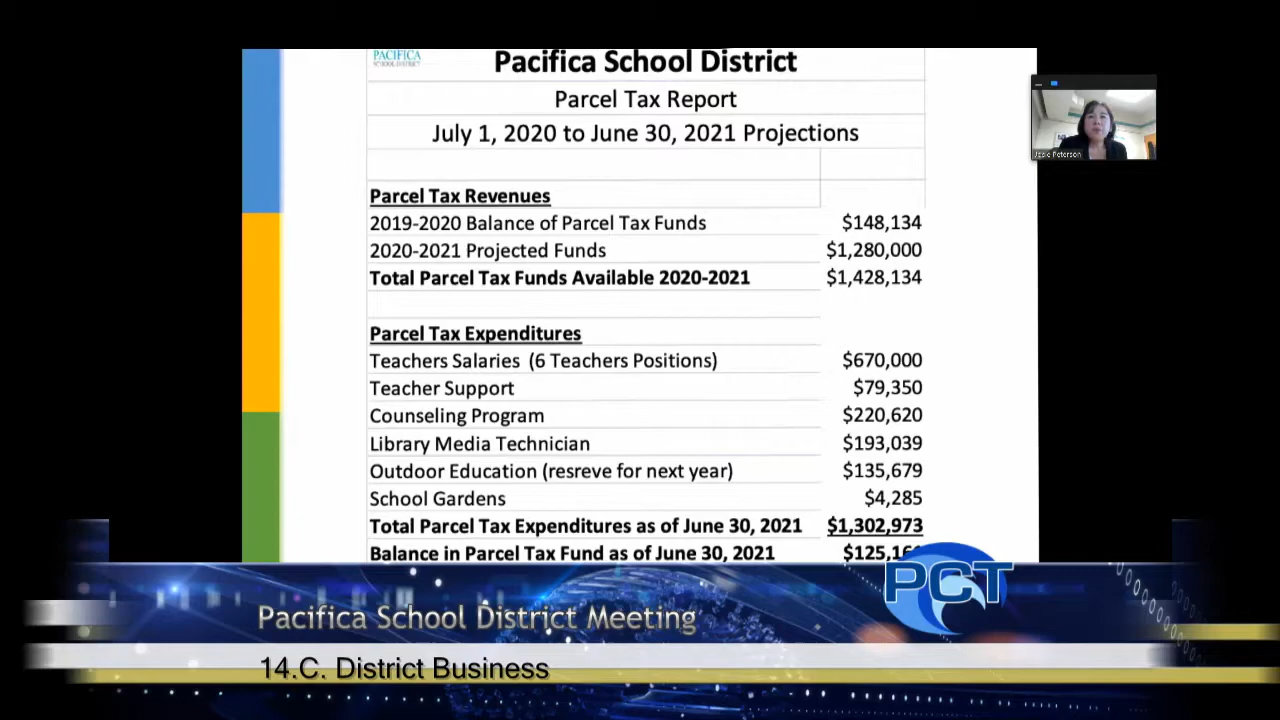 PACIFICA
SCHOOL DISTRICT
Pacifica School District
Parcel Tax Report
July 1, 2020 to June 30, 2021 Projections
Parcel Tax Revenues
2019-2020 Balance of Parcel Tax Funds $148,134
2020-2021 Projected Funds $1,280,000
Total Parcel Tax Funds Available 2020-2021 $1,428,134
Parcel Tax Expenditures
Teachers Salaries (6 Teachers Positions) $670,000
Teacher Support $79,350
Counseling Program $220,620
Library Media Technician $193,039
Outdoor Education (resreve for next year) $135,679
School Gardens $4,285
Total Parcel Tax Expenditures as of June 30, 2021 $1,302,973
Balance in Parcel Tax Fund as of June 30, 2021
Peterson
PCT
Pacifica School District Meeting
14.C. District Business